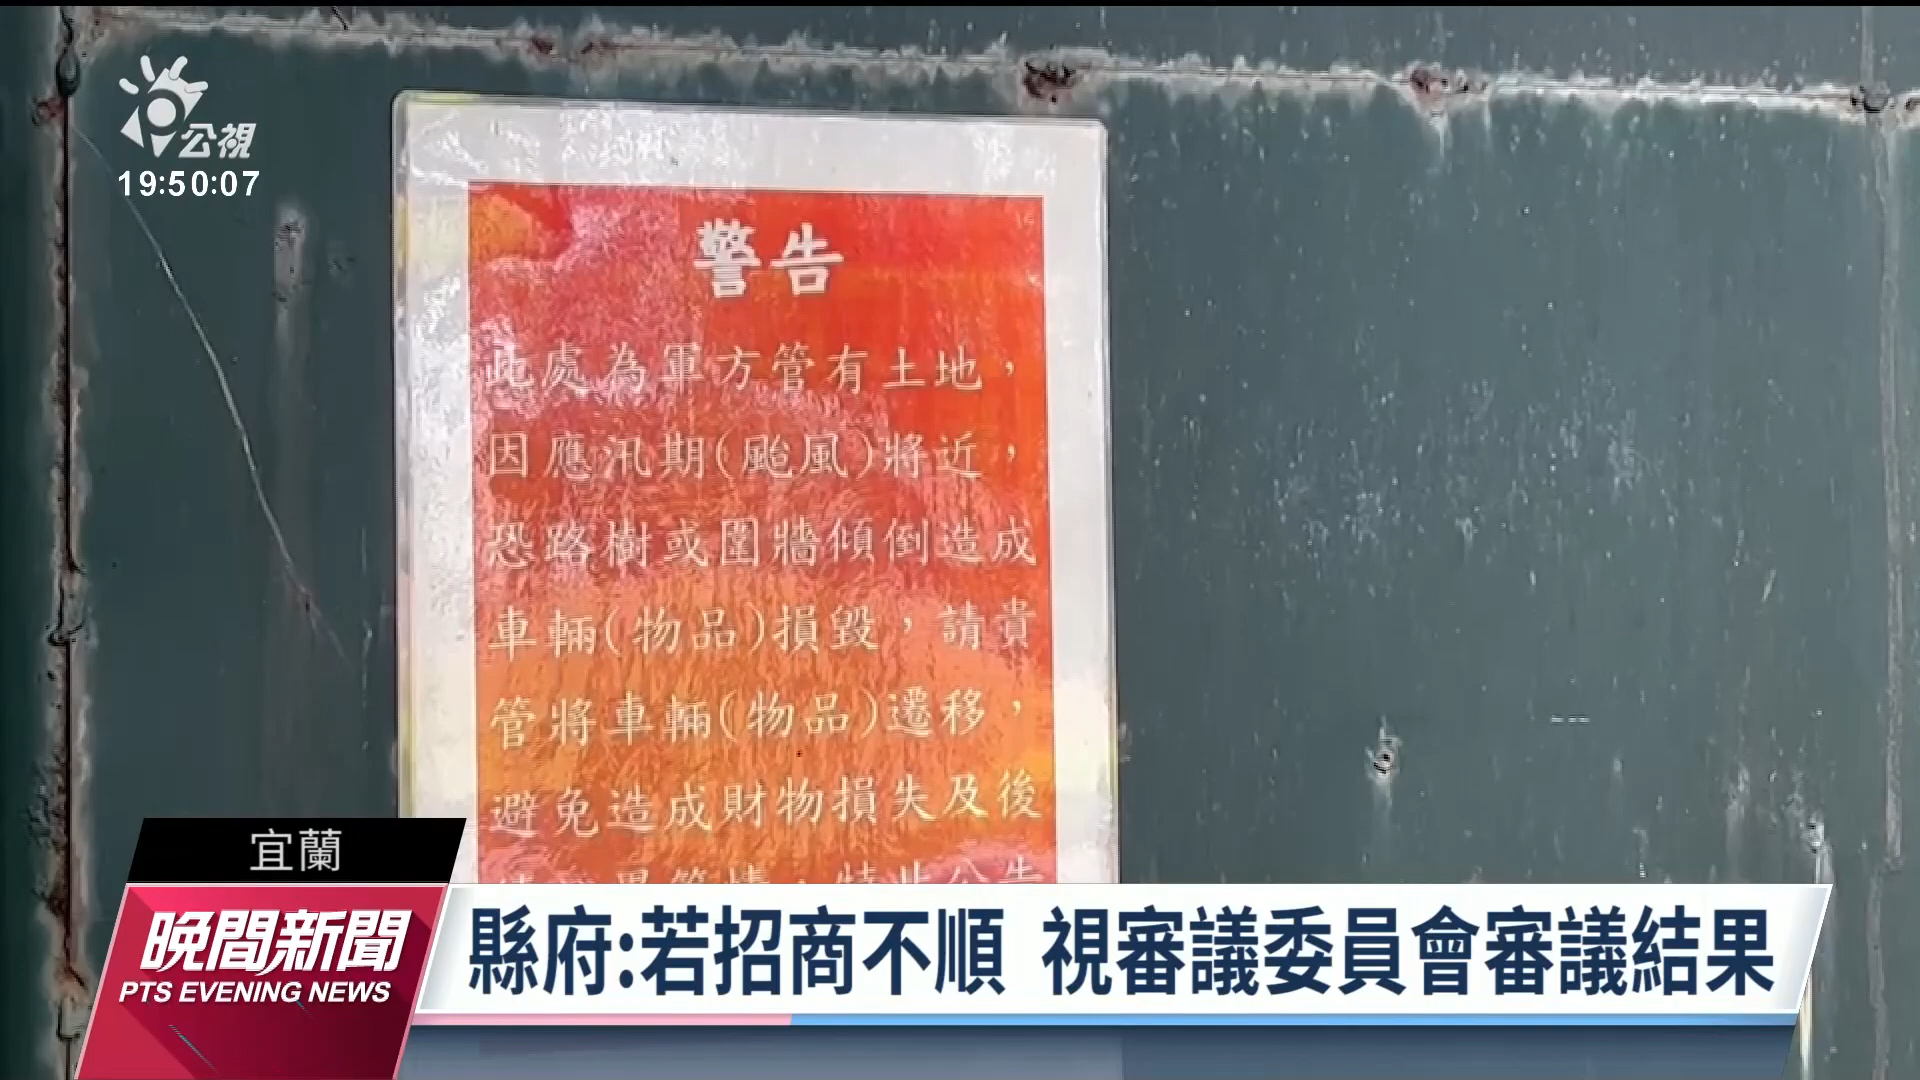 公視
19:50:07
警告
此處為軍方管有土地，
因應汛期(颱風)將近，
恐路樹或圍牆傾倒造成
車輛(物品)損毀，請貴
管將車輛(物品)遷移，
避免造成財物損失及後
特此公告
宜蘭
晚間新聞
PTS EVENING NEWS
縣府:若招商不順 視審議委員會審議結果